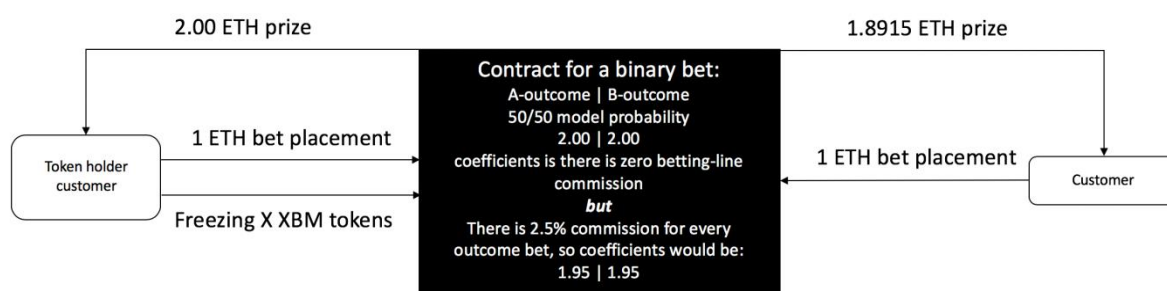 2.00 ETH prize
1.8915 ETH prize
Contract for a binary bet:
A-outcome | B-outcome
50/50 model probability
2.00 | 2.00
coefficients is there is zero betting-line
commission
but
There is 2.5% commission for every
outcome bet, so coefficients would be:
1.95 | 1.95
1 ETH bet placement
Token holder
customer
Freezing X XBM tokens
1 ETH bet placement
Customer